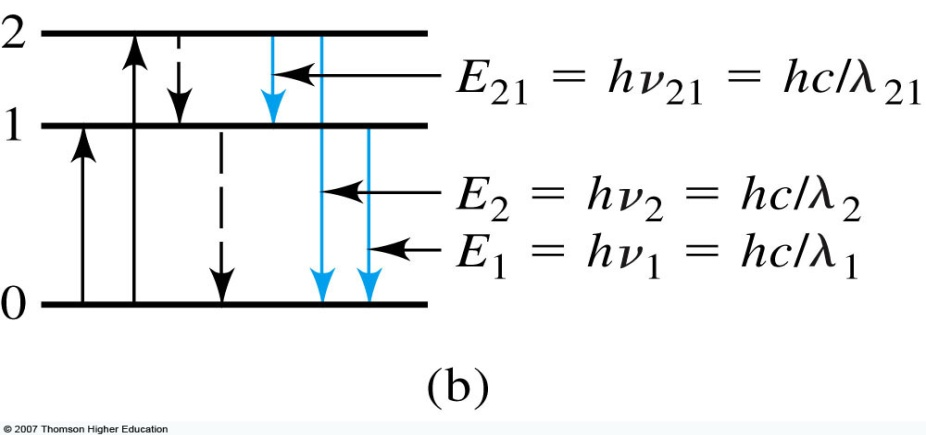 2
E₂₁ = hν₂₁ = hc/λ₂₁
1
E₂ = hν₂ = hc/λ₂
E₁ = hν₁ = hc/λ₁
0
(b)
© 2007 Thomson Higher Education